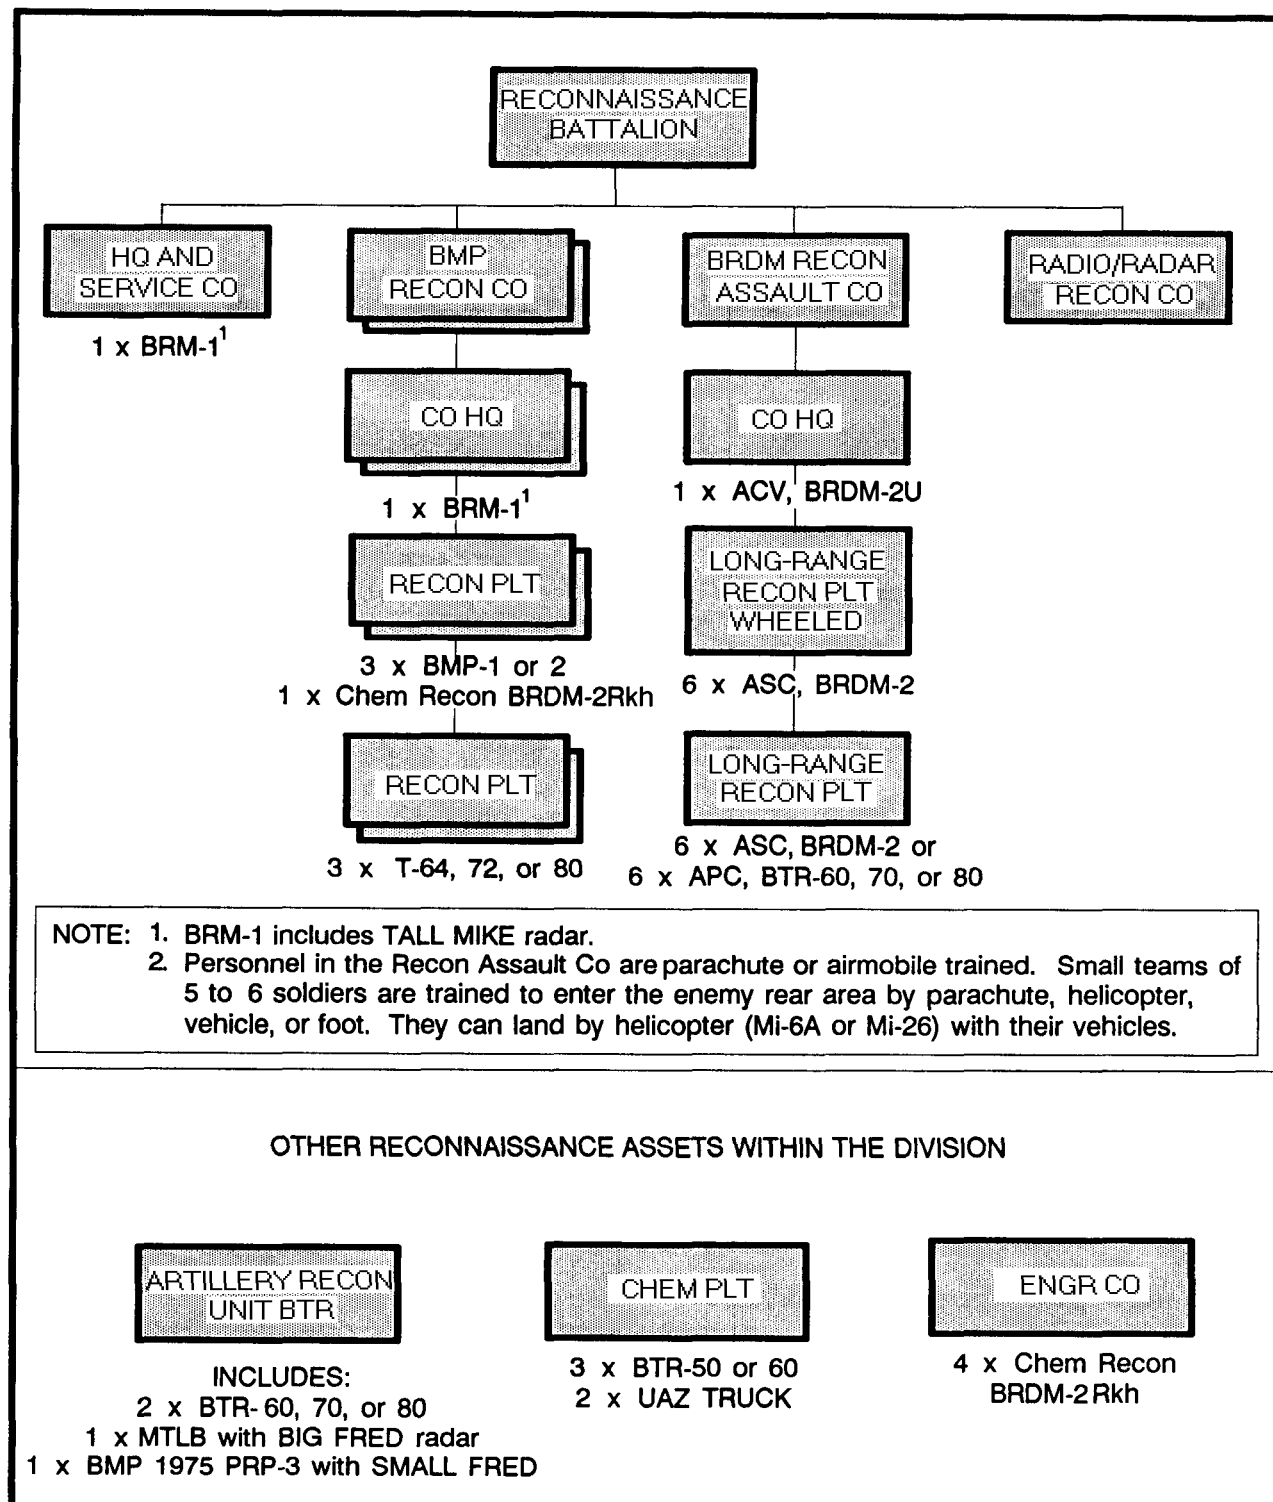 RECONNAISSANCE
BATTALION
HQ AND
SERVICE CO
1 x BRM-1¹
BMP
RECON CO
CO HQ
1 x BRM-1¹
RECON PLT
3 x BMP-1 or 2
1 x Chem Recon BRDM-2Rkh
RECON PLT
3 x T-64, 72, or 80
BRDM RECON
ASSAULT CO
CO HQ
1 x ACV, BRDM-2U
LONG-RANGE
RECON PLT
WHEELED
6 x ASC, BRDM-2
LONG-RANGE
RECON PLT
6 x ASC, BRDM-2 or
6 x APC, BTR-60, 70, or 80
RADIO/RADAR
RECON CO
NOTE: 1. BRM-1 includes TALL MIKE radar.
2. Personnel in the Recon Assault Co are parachute or airmobile trained. Small teams of
5 to 6 soldiers are trained to enter the enemy rear area by parachute, helicopter,
vehicle, or foot. They can land by helicopter (Mi-6A or Mi-26) with their vehicles.
OTHER RECONNAISSANCE ASSETS WITHIN THE DIVISION
ARTILLERY RECON
UNIT BTR
INCLUDES:
2 x BTR-60, 70, or 80
1 x MTLB with BIG FRED radar
1 x BMP 1975 PRP-3 with SMALL FRED
CHEM PLT
3 x BTR-50 or 60
2 x UAZ TRUCK
ENGR CO
4 x Chem Recon
BRDM-2Rkh